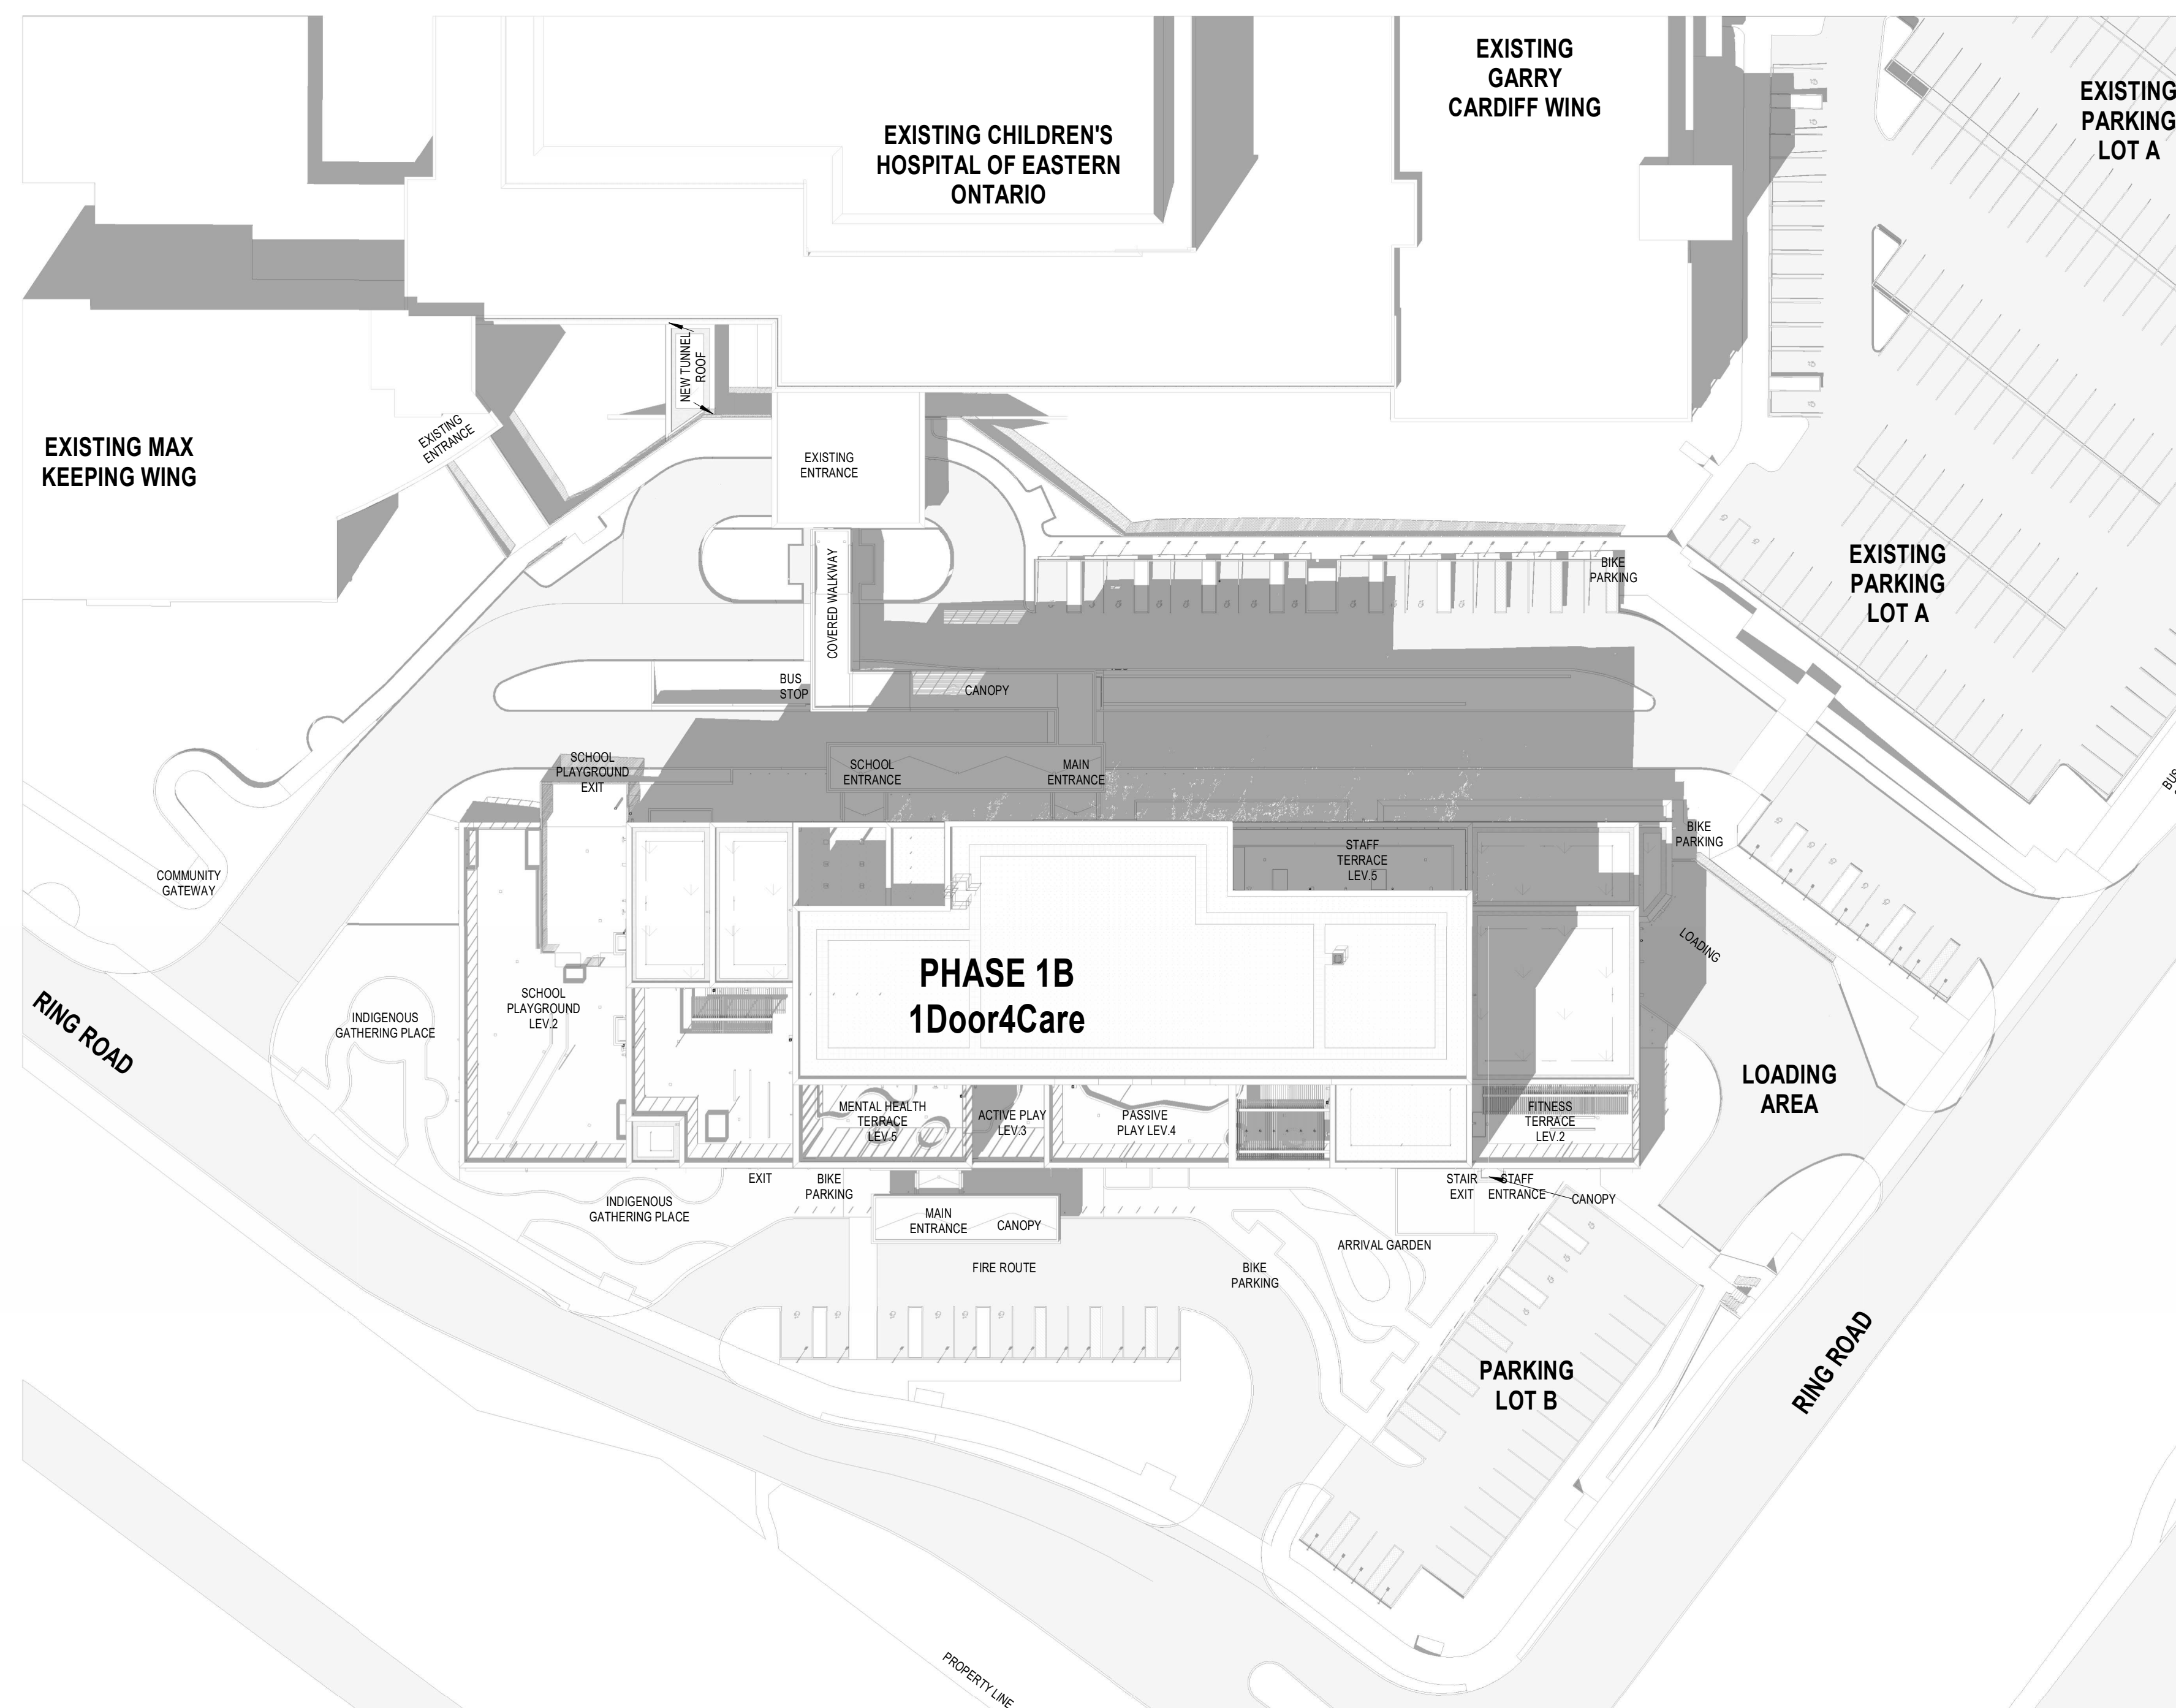 EXISTING
GARRY
CARDIFF WING
EXISTING
PARKING
LOT A
EXISTING CHILDREN'S
HOSPITAL OF EASTERN
ONTARIO
NEW TUNNEL
ROOF
EXISTING
ENTRANCE
EXISTING MAX
KEEPING WING
EXISTING
ENTRANCE
COVERED WALKWAY
BIKE
PARKING
EXISTING
PARKING
LOT A
BUS
STOP
CANOPY
SCHOOL
PLAYGROUND
EXIT
SCHOOL
ENTRANCE
MAIN
ENTRANCE
BUS
BIKE
PARKING
STAFF
TERRACE
LEV.5
COMMUNITY
GATEWAY
LOADING
PHASE 1B
1Door4Care
SCHOOL
PLAYGROUND
LEV.2
INDIGENOUS
GATHERING PLACE
RING ROAD
LOADING
AREA
MENTAL HEALTH
TERRACE
LEV.5
ACTIVE PLAY
LEV.3
PASSIVE
PLAY LEV.4
FITNESS
TERRACE
LEV.2
EXIT
BIKE
PARKING
STAIR
EXIT
STAFF
ENTRANCE
CANOPY
INDIGENOUS
GATHERING PLACE
MAIN
ENTRANCE
CANOPY
ARRIVAL GARDEN
FIRE ROUTE
BIKE
PARKING
PARKING
LOT B
RING ROAD
PROPERTY LINE